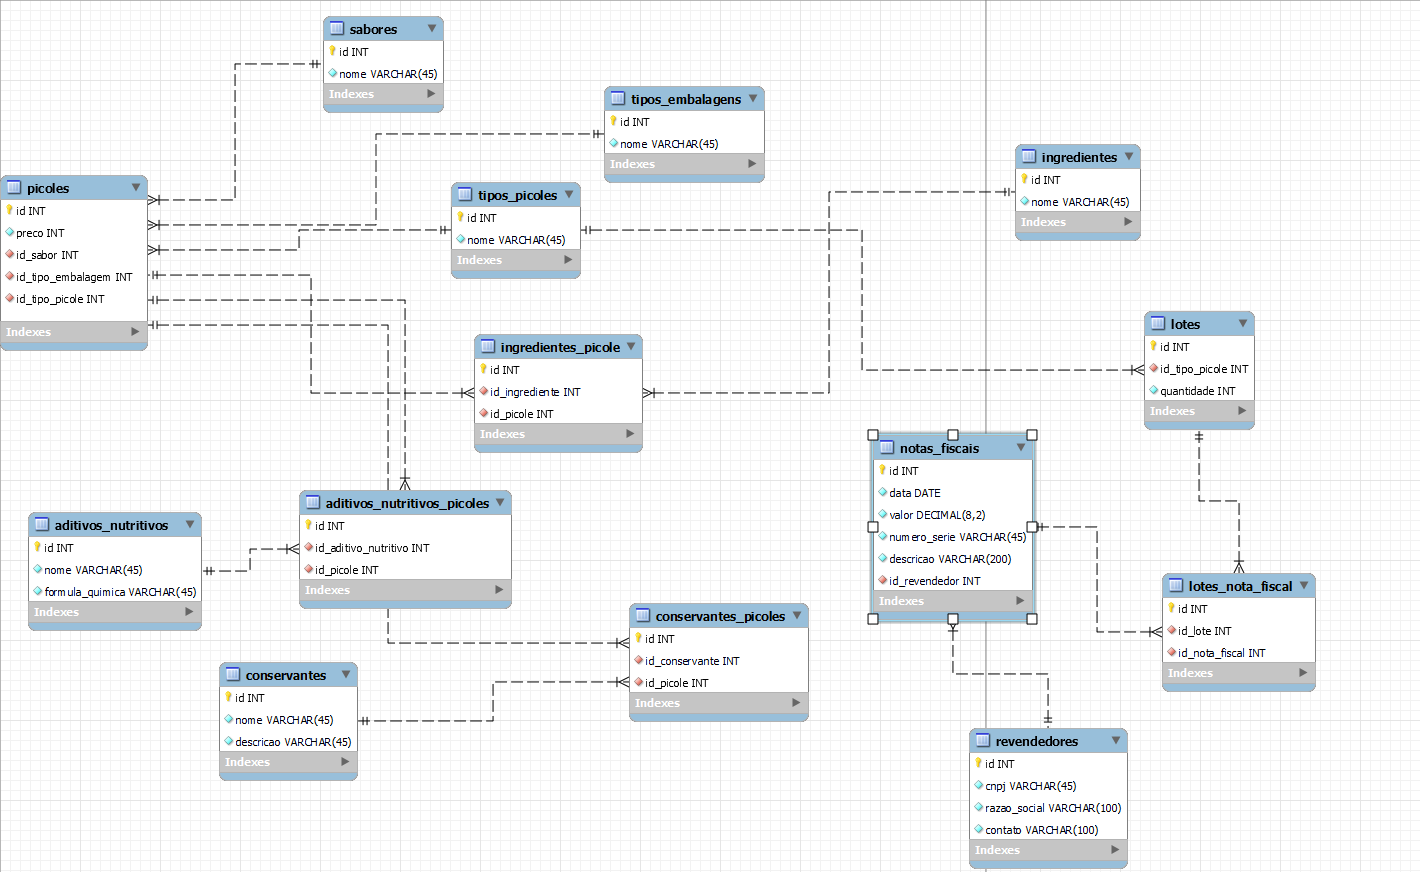 sabores
id INT
nome VARCHAR(45)
Indexes
tipos_embalagens
id INT
nome VARCHAR(45)
Indexes
ingredientes
id INT
nome VARCHAR(45)
Indexes
picoles
id INT
preco INT
id_sabor INT
id_tipo_embalagem INT
id_tipo_picole INT
Indexes
tipos_picoles
id INT
nome VARCHAR(45)
Indexes
lotes
id INT
id_tipo_picole INT
quantidade INT
Indexes
ingredientes_picole
id INT
id_ingrediente INT
id_picole INT
Indexes
notas_fiscais
id INT
data DATE
valor DECIMAL(8,2)
numero_serie VARCHAR(45)
descricao VARCHAR(200)
id_revendedor INT
Indexes
aditivos_nutritivos_picoles
id INT
id_aditivo_nutritivo INT
id_picole INT
Indexes
aditivos_nutritivos
id INT
nome VARCHAR(45)
formula_quimica VARCHAR(45)
Indexes
lotes_nota_fiscal
id INT
id_lote INT
id_nota_fiscal INT
Indexes
conservantes_picoles
id INT
id_conservante INT
id_picole INT
Indexes
conservantes
id INT
nome VARCHAR(45)
descricao VARCHAR(45)
Indexes
revendedores
id INT
cnpj VARCHAR(45)
razao_social VARCHAR(100)
contato VARCHAR(100)
Indexes